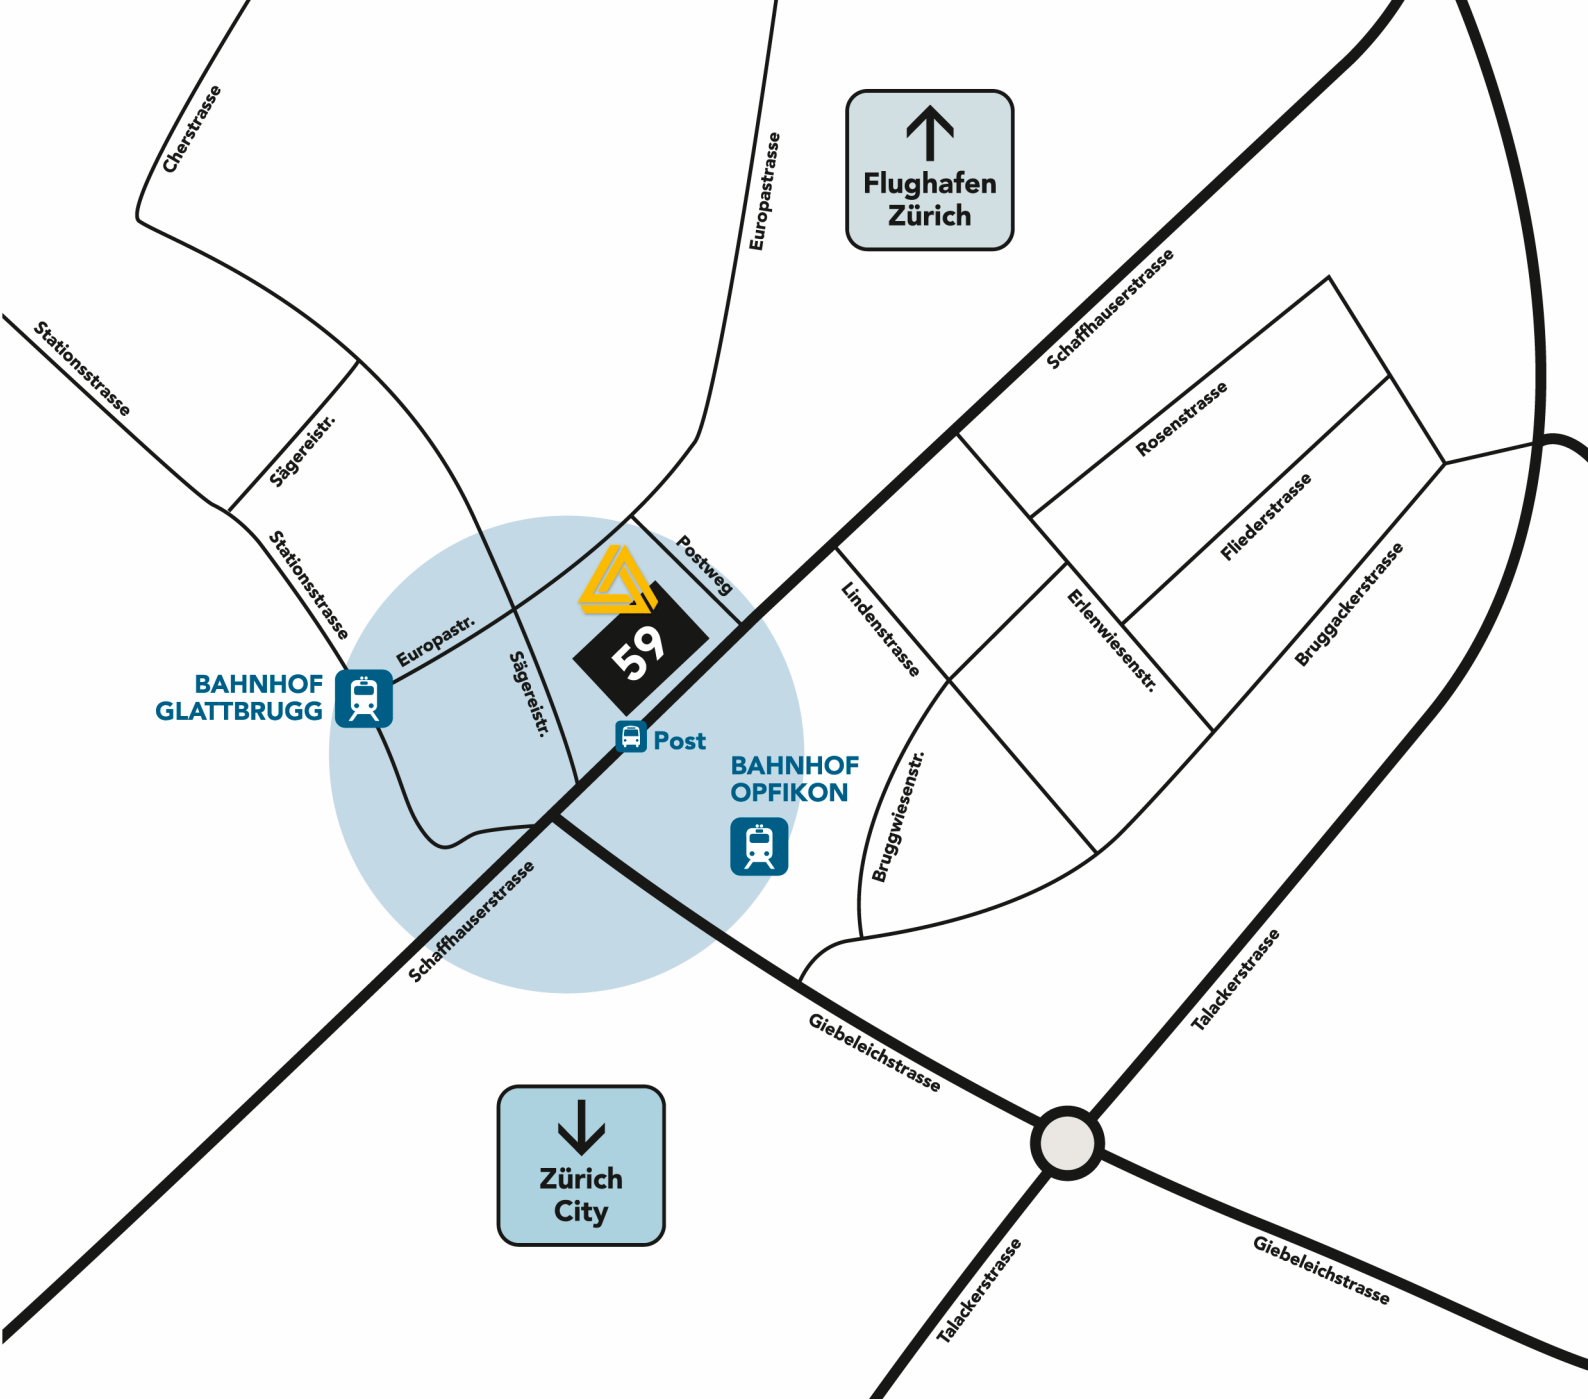 Cherstrasse
Europastrasse
Flughafen
Zürich
Schaffhauserstrasse
Stationsstrasse
Sägereistr.
Rosenstrasse
Fliederstrasse
Stationsstrasse
Postweg
Europastr.
Lindenstrasse
Erlenwiesenstr.
Bruggackerstrasse
59
Sägereistr.
BAHNHOF
GLATTBRUGG
Post
BAHNHOF
OPFIKON
Bruggwiesenstr.
Schaffhauserstrasse
Talackerstrasse
Giebeleichstrasse
Zürich
City
Talackerstrasse
Giebeleichstrasse